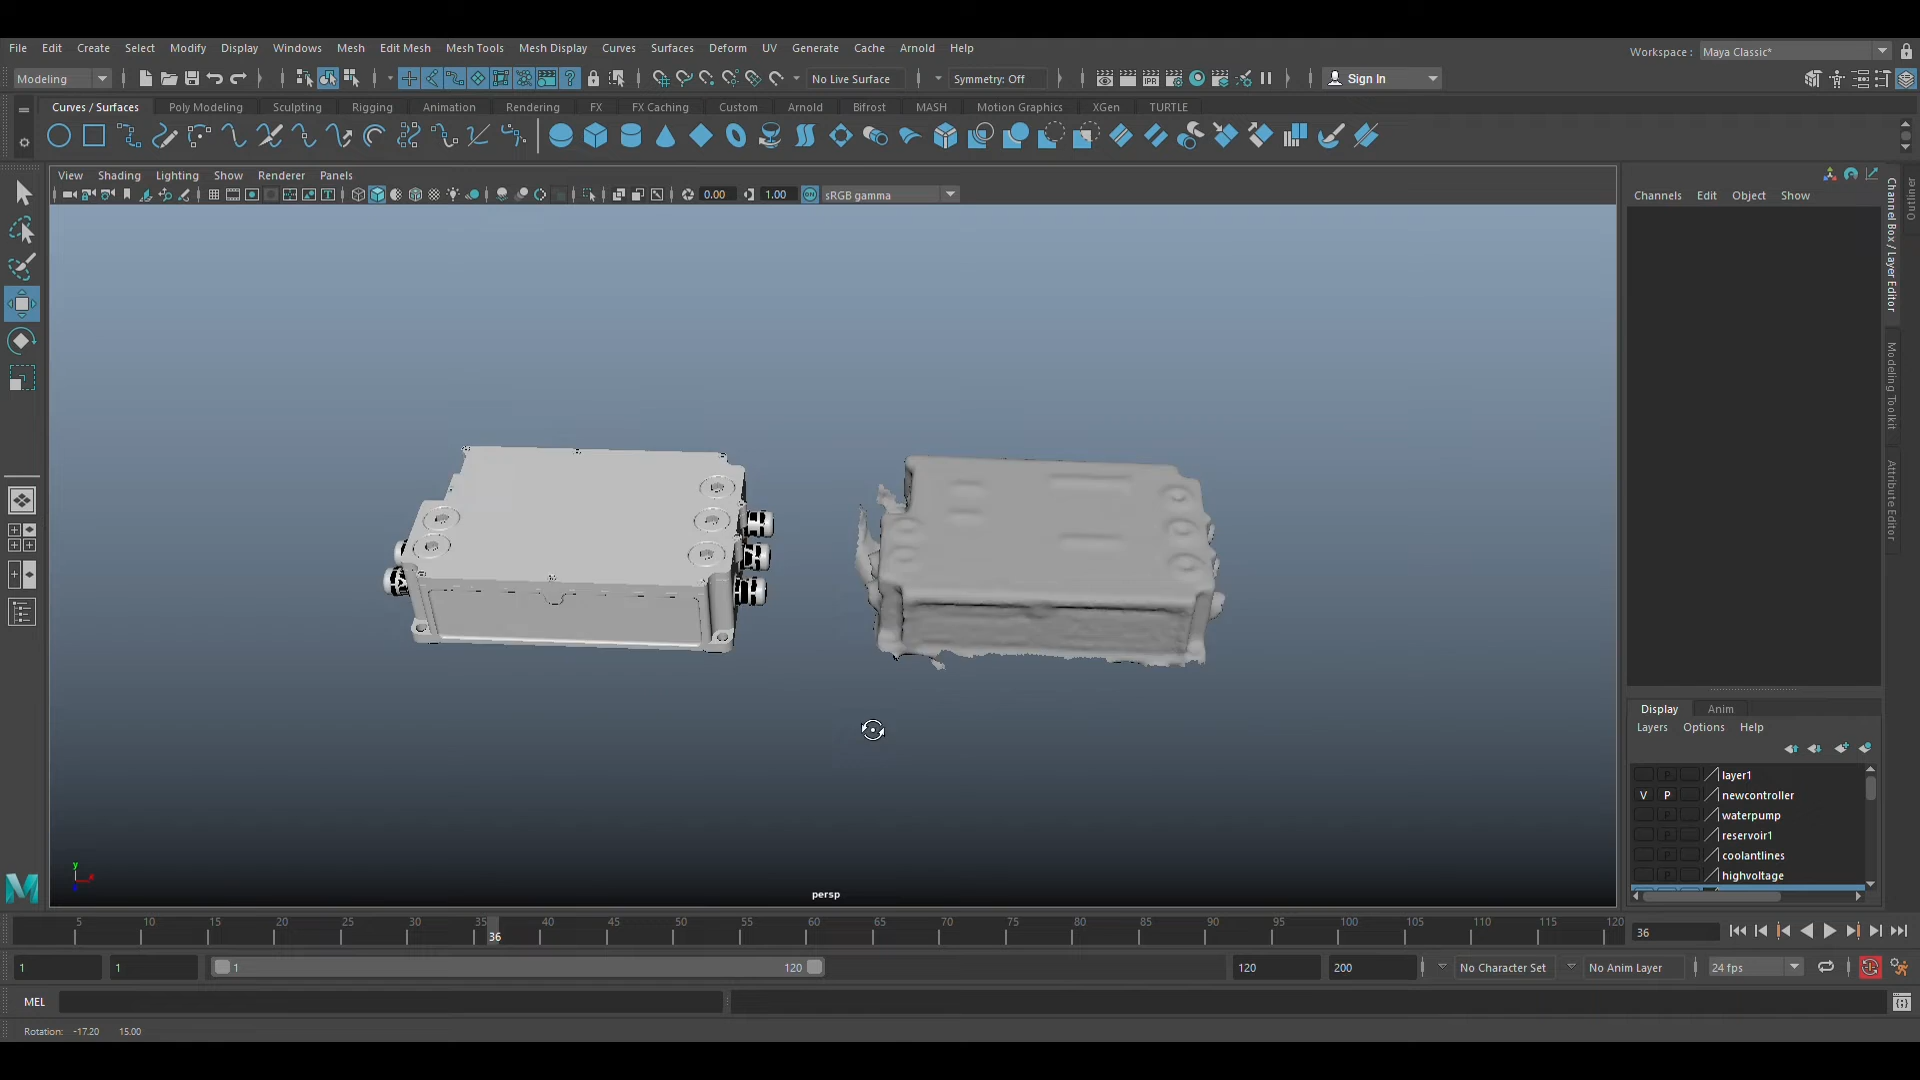 File Edit Create Select Modify Display Windows Mesh Edit Mesh Mesh Tools Mesh Display Curves Surfaces Deform UV Generate Cache Arnold Help
Workspace : Maya Classic*
Modeling
No Live Surface
Symmetry: Off
IPR
Sign In
Curves / Surfaces Poly Modeling Sculpting Rigging Animation Rendering FX FX Caching Custom Arnold Bifrost MASH Motion Graphics XGen TURTLE
View Shading Lighting Show Renderer Panels
0.00 1.00 ON sRGB gamma
Channels Edit Object Show
Channel Box / Layer Editor
Modeling Toolkit
Attribute Editor
Outliner
Display Anim
Layers Options Help
P layer1
V P newcontroller
P waterpump
P reservoir1
P coolantlines
P highvoltage
y
x
persp
M
5 10 15 20 25 30 35 40 45 50 55 60 65 70 75 80 85 90 95 100 105 110 115 120
36
36
1 1 1 120 120 200 No Character Set No Anim Layer 24 fps
MEL
Rotation: -17.20 15.00